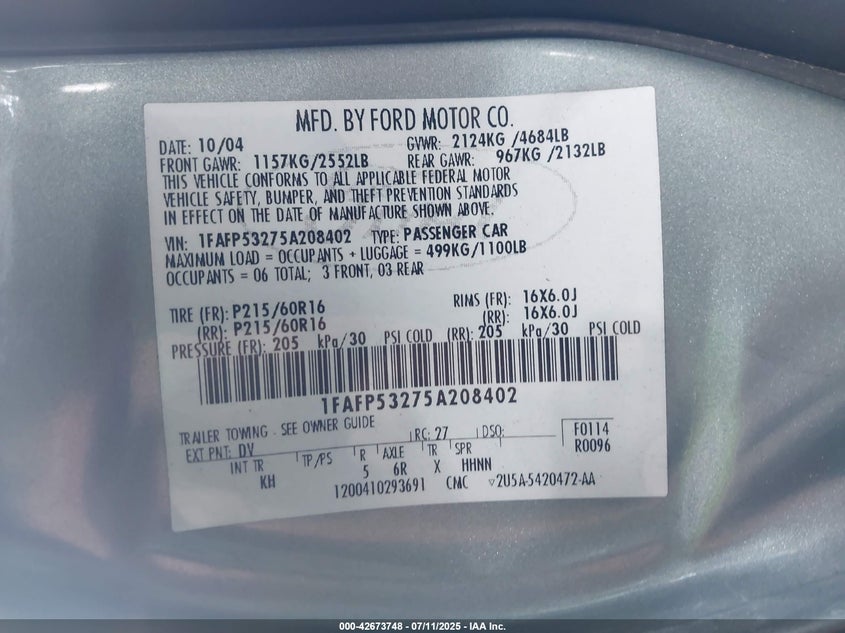 MFD. BY FORD MOTOR CO.
DATE: 10/04 GVWR: 2124KG /4684LB
FRONT GAWR: 1157KG/2552LB REAR GAWR: 967KG /2132LB
THIS VEHICLE CONFORMS TO ALL APPLICABLE FEDERAL MOTOR
VEHICLE SAFETY, BUMPER, AND THEFT PREVENTION STANDARDS
IN EFFECT ON THE DATE OF MANUFACTURE SHOWN ABOVE.
VIN: 1FAFP53275A208402 TYPE: PASSENGER CAR
MAXIMUM LOAD = OCCUPANTS + LUGGAGE = 499KG/1100LB
OCCUPANTS = 06 TOTAL; 3 FRONT, 03 REAR
TIRE (FR): P215/60R16 RIMS (FR): 16X6.0J
(RR): P215/60R16 (RR): 16X6.0J
PRESSURE (FR): 205 kPa/30 PSI COLD (RR): 205 kPa/30 PSI COLD
1FAFP53275A208402
TRAILER TOWING - SEE OWNER GUIDE
EXT PNT: DV RC: 27 DSO: F0114
R0096
INT TR TP/PS R AXLE TR SPR
KH 5 6R X HHNN
1200410293691 CMC ▽2U5A-5420472-AA
000-42673748 - 07/11/2025 - IAA Inc.